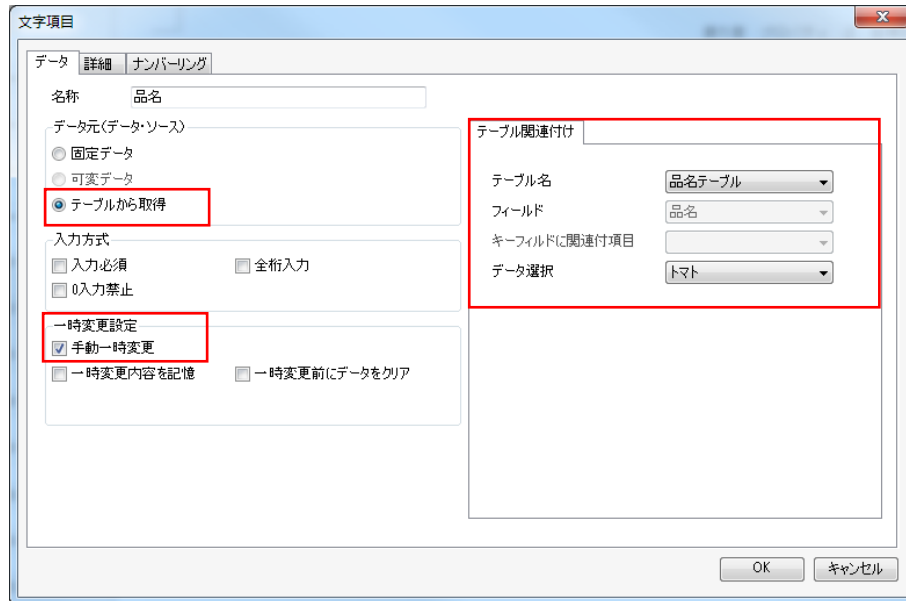 文字項目
データ 詳細 ナンバーリング
名称 品名
データ元(データ・ソース)
固定データ
可変データ
テーブルから取得
入力方式
入力必須 全桁入力
0入力禁止
一時変更設定
手動一時変更
一時変更内容を記憶 一時変更前にデータをクリア
テーブル関連付け
テーブル名 品名テーブル
フィールド 品名
キーフィルドに関連付項目
データ選択 トマト
OK キャンセル